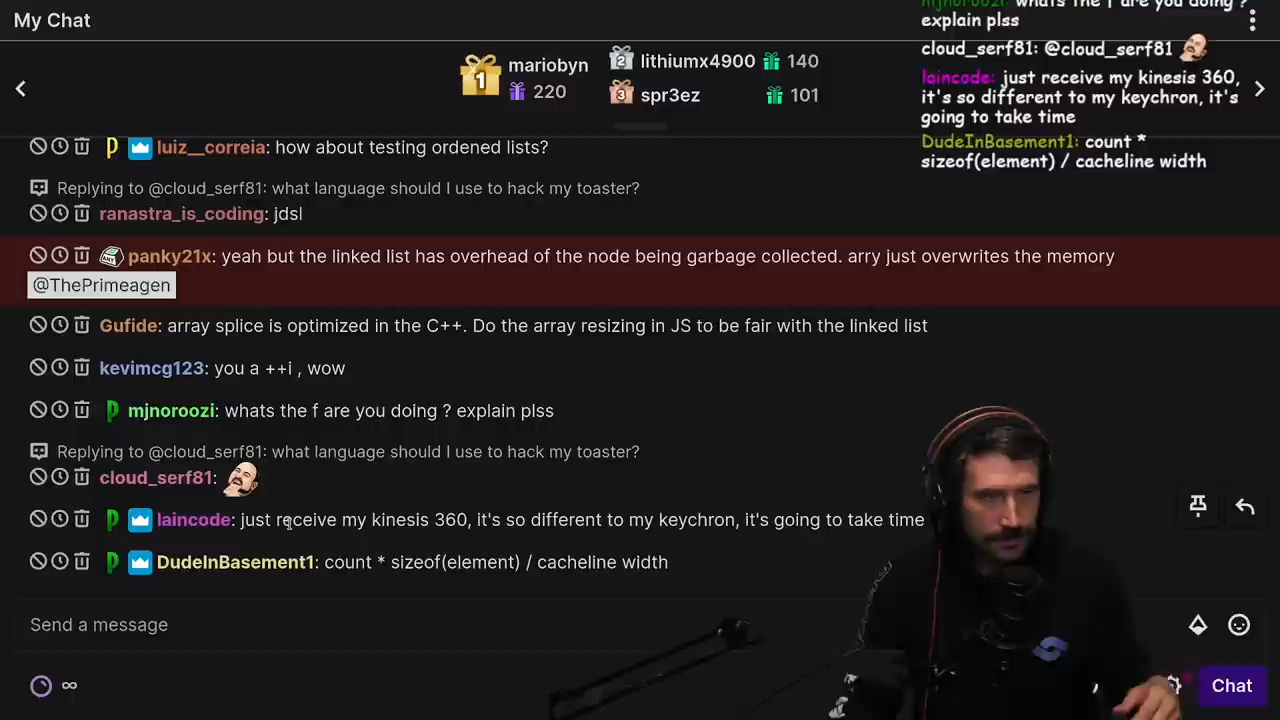 My Chat
mariobyn
220
lithiumx4900 140
spr3ez 101
luiz__correia: how about testing ordened lists?
Replying to @cloud_serf81: what language should I use to hack my toaster?
ranastra_is_coding: jdsl
panky21x: yeah but the linked list has overhead of the node being garbage collected. arry just overwrites the memory
@ThePrimeagen
Gufide: array splice is optimized in the C++. Do the array resizing in JS to be fair with the linked list
kevimcg123: you a ++i , wow
mjnoroozi: whats the f are you doing ? explain plss
Replying to @cloud_serf81: what language should I use to hack my toaster?
cloud_serf81:
laincode: just receive my kinesis 360, it's so different to my keychron, it's going to take time
DudeInBasement1: count * sizeof(element) / cacheline width
Send a message
Chat
mjnoroozi: whats the f are you doing ?
explain plss
cloud_serf81: @cloud_serf81
laincode: just receive my kinesis 360,
it's so different to my keychron, it's
going to take time
DudeInBasement1: count *
sizeof(element) / cacheline width